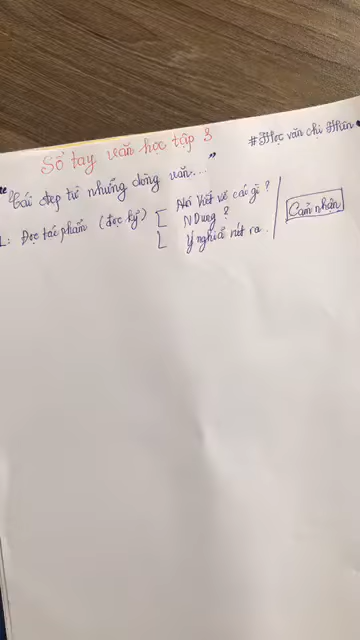 Sổ tay văn học tập 3
#Học văn chị Hiên
"Cái đẹp từ những dòng văn..."
1: Đọc tác phẩm (đọc kỹ)
Nói/ Viết về cái gì?
NDung?
Ý nghĩa rút ra.
Cảm nhận